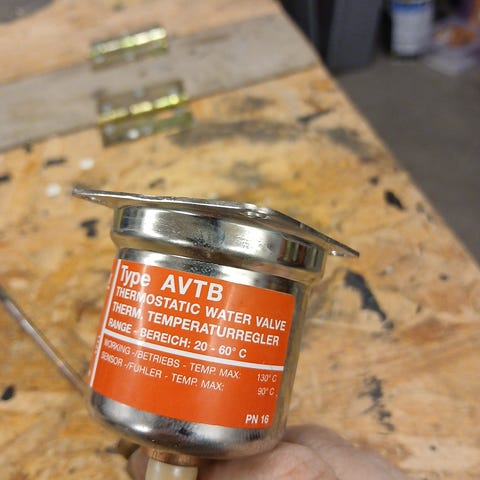 Type AVTB
THERMOSTATIC WATER VALVE
THERM. TEMPERATURREGLER
RANGE - BEREICH: 20 - 60° C
WORKING-/BETRIEBS - TEMP. MAX: 130° C
SENSOR-/FÜHLER - TEMP. MAX: 90° C
PN 16